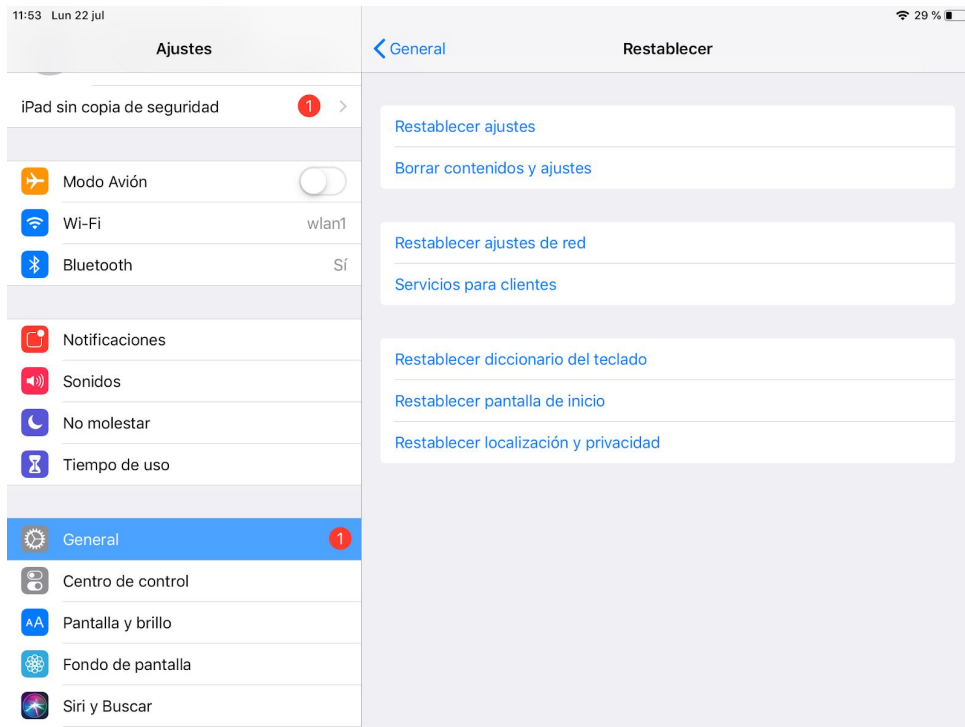 11:53 Lun 22 jul
29 %
Ajustes
iPad sin copia de seguridad
1
Modo Avión
Wi-Fi
wlan1
Bluetooth
Sí
Notificaciones
Sonidos
No molestar
Tiempo de uso
General
1
Centro de control
AA
Pantalla y brillo
Fondo de pantalla
Siri y Buscar
General
Restablecer
Restablecer ajustes
Borrar contenidos y ajustes
Restablecer ajustes de red
Servicios para clientes
Restablecer diccionario del teclado
Restablecer pantalla de inicio
Restablecer localización y privacidad